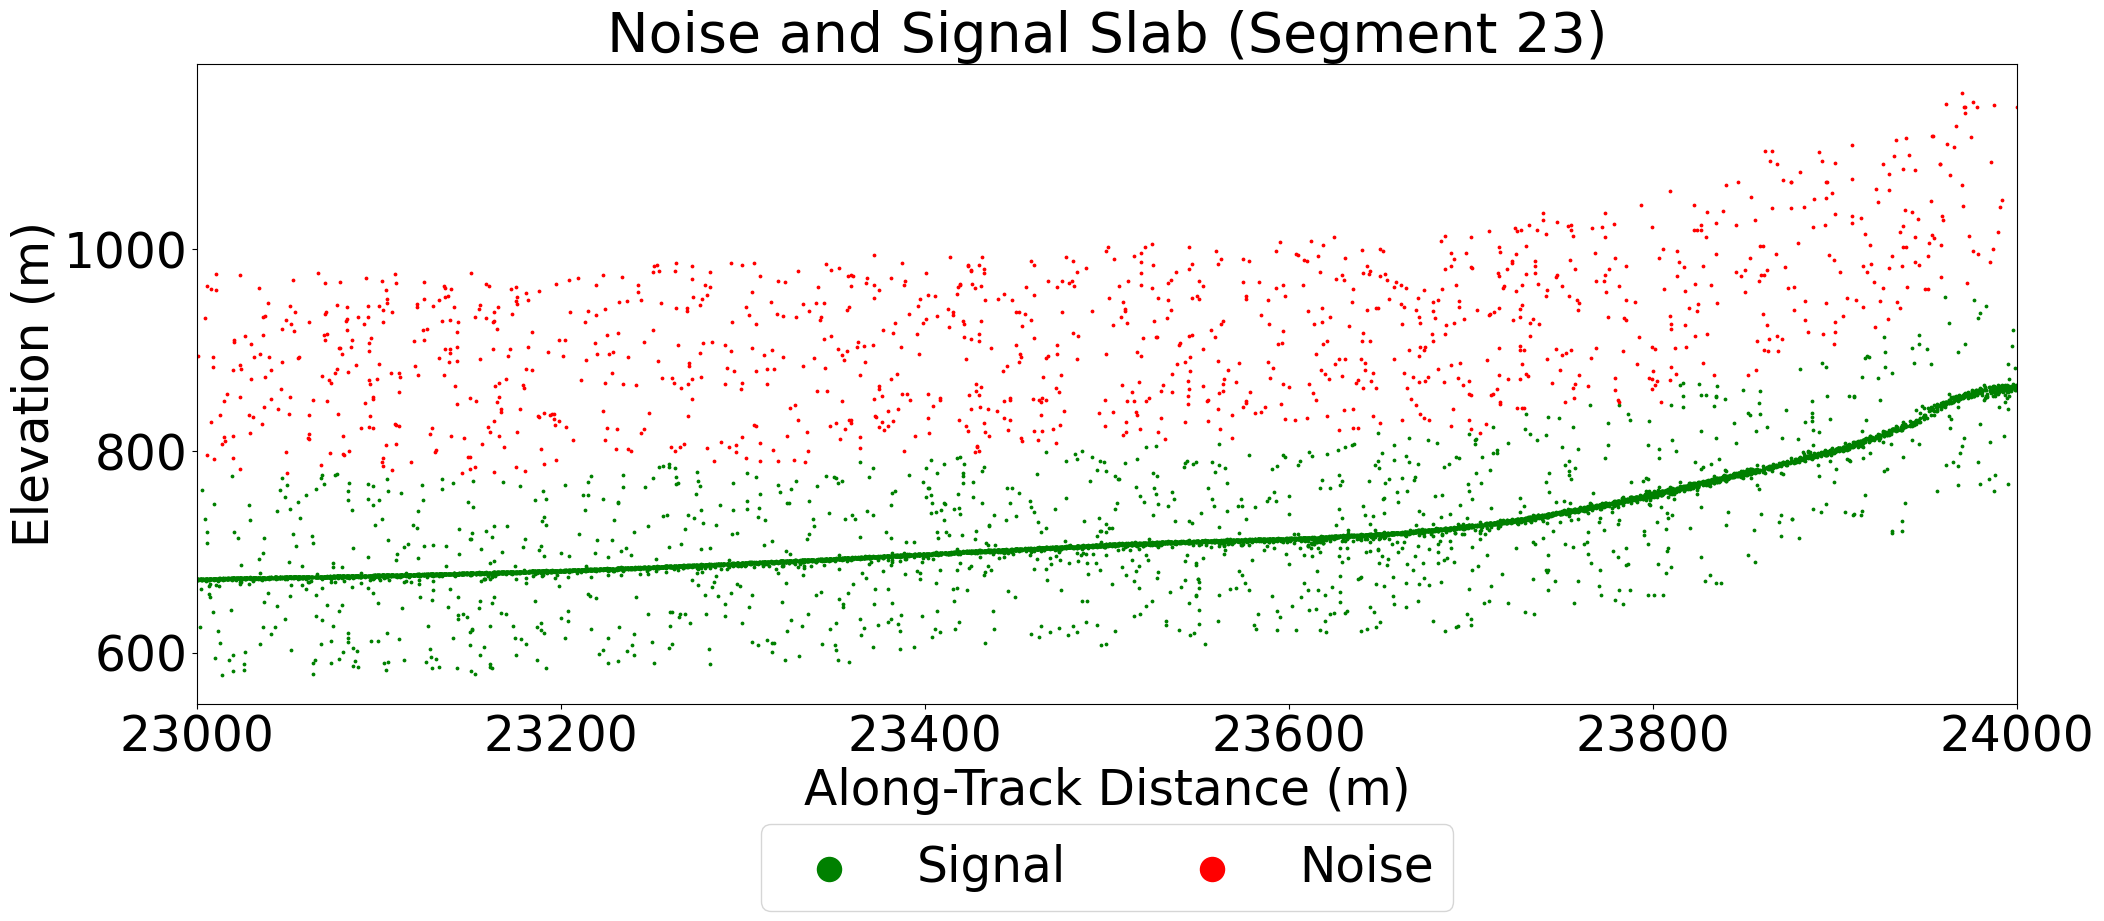 Noise and Signal Slab (Segment 23)
Elevation (m)
1000
800
600
23000 23200 23400 23600 23800 24000
Along-Track Distance (m)
Signal Noise